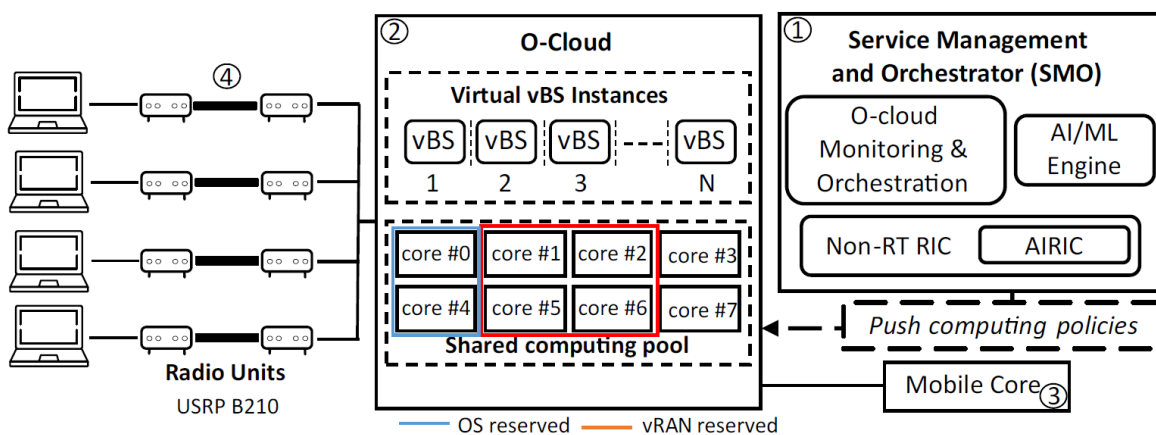 ④
Radio Units
USRP B210
②
O-Cloud
Virtual vBS Instances
vBS vBS vBS vBS
1 2 3 N
core #0 core #1 core #2 core #3
core #4 core #5 core #6 core #7
Shared computing pool
OS reserved vRAN reserved
①
Service Management
and Orchestrator (SMO)
O-cloud
Monitoring &
Orchestration
AI/ML
Engine
Non-RT RIC AIRIC
Push computing policies
Mobile Core
③